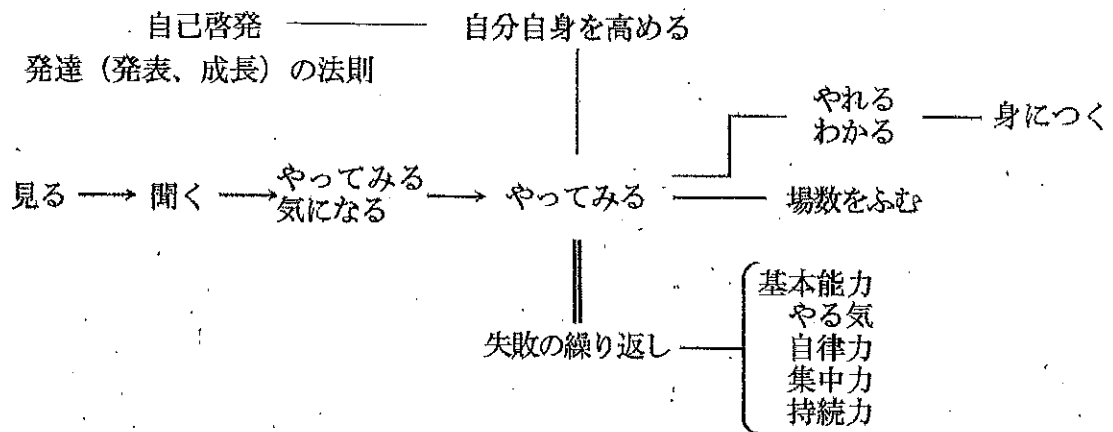 自己啓発 自分自身を高める
発達（発表、成長）の法則
やれる
わかる
身につく
見る 聞く やってみる
気になる
やってみる
場数をふむ
失敗の繰り返し
基本能力
やる気
自律力
集中力
持続力